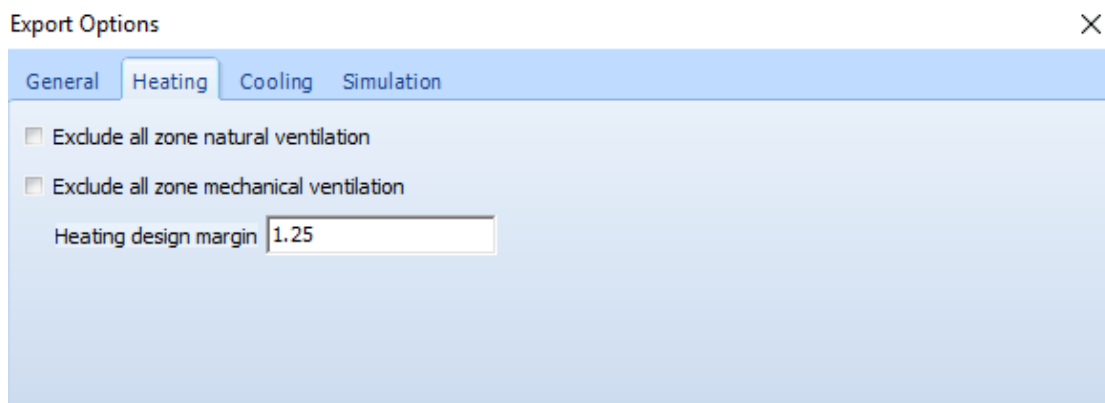 Export Options
General Heating Cooling Simulation
Exclude all zone natural ventilation
Exclude all zone mechanical ventilation
Heating design margin 1.25